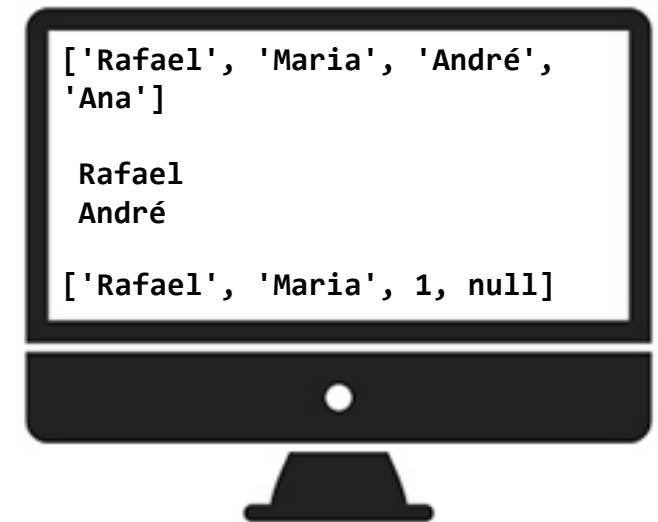 ['Rafael', 'Maria', 'André',
'Ana']
Rafael
André
['Rafael', 'Maria', 1, null]